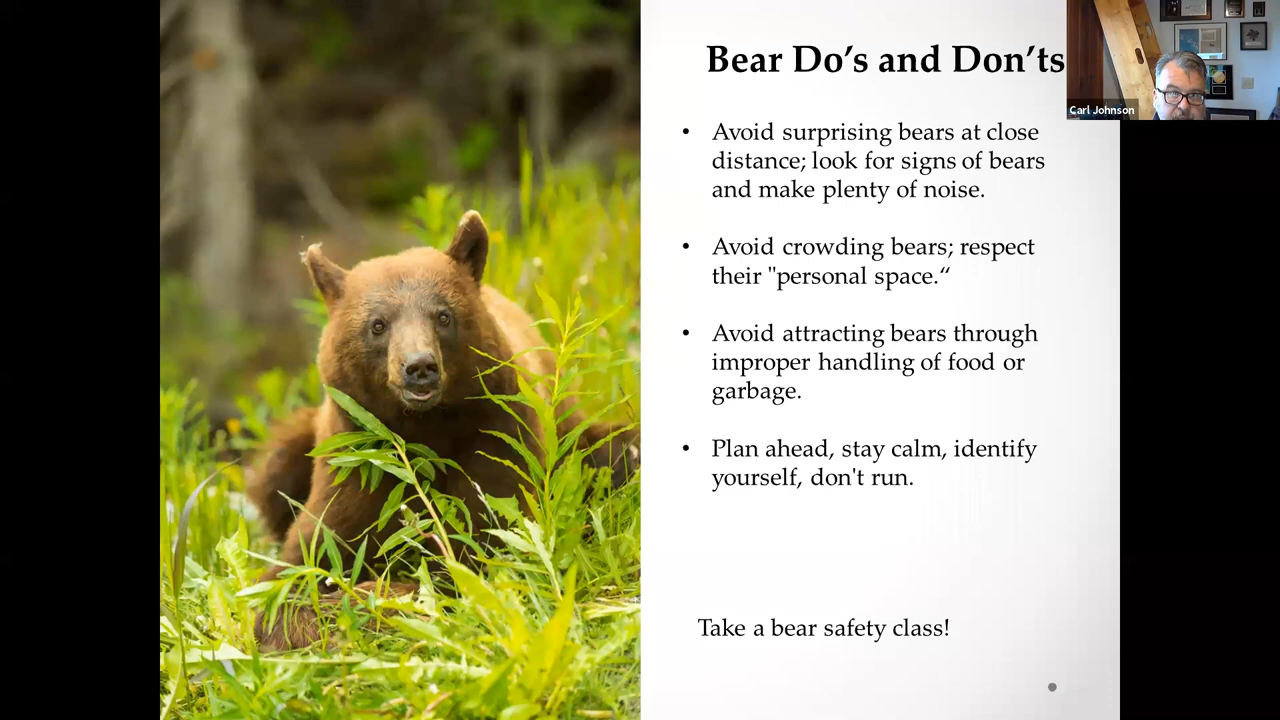 Bear Do’s and Don’ts
Carl Johnson
• Avoid surprising bears at close
distance; look for signs of bears
and make plenty of noise.
• Avoid crowding bears; respect
their "personal space.“
• Avoid attracting bears through
improper handling of food or
garbage.
• Plan ahead, stay calm, identify
yourself, don't run.
Take a bear safety class!